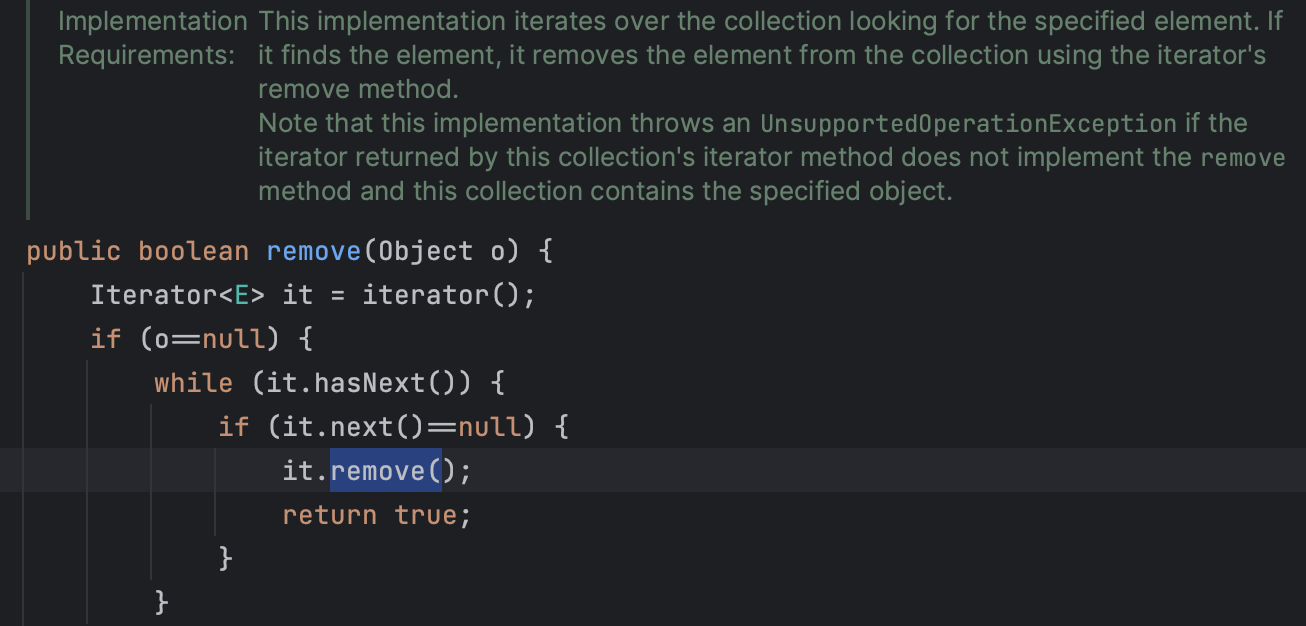 Implementation This implementation iterates over the collection looking for the specified element. If
Requirements: it finds the element, it removes the element from the collection using the iterator's
remove method.
Note that this implementation throws an UnsupportedOperationException if the
iterator returned by this collection's iterator method does not implement the remove
method and this collection contains the specified object.
public boolean remove(Object o) {
Iterator<E> it = iterator();
if (o==null) {
while (it.hasNext()) {
if (it.next()==null) {
it.remove();
return true;
}
}